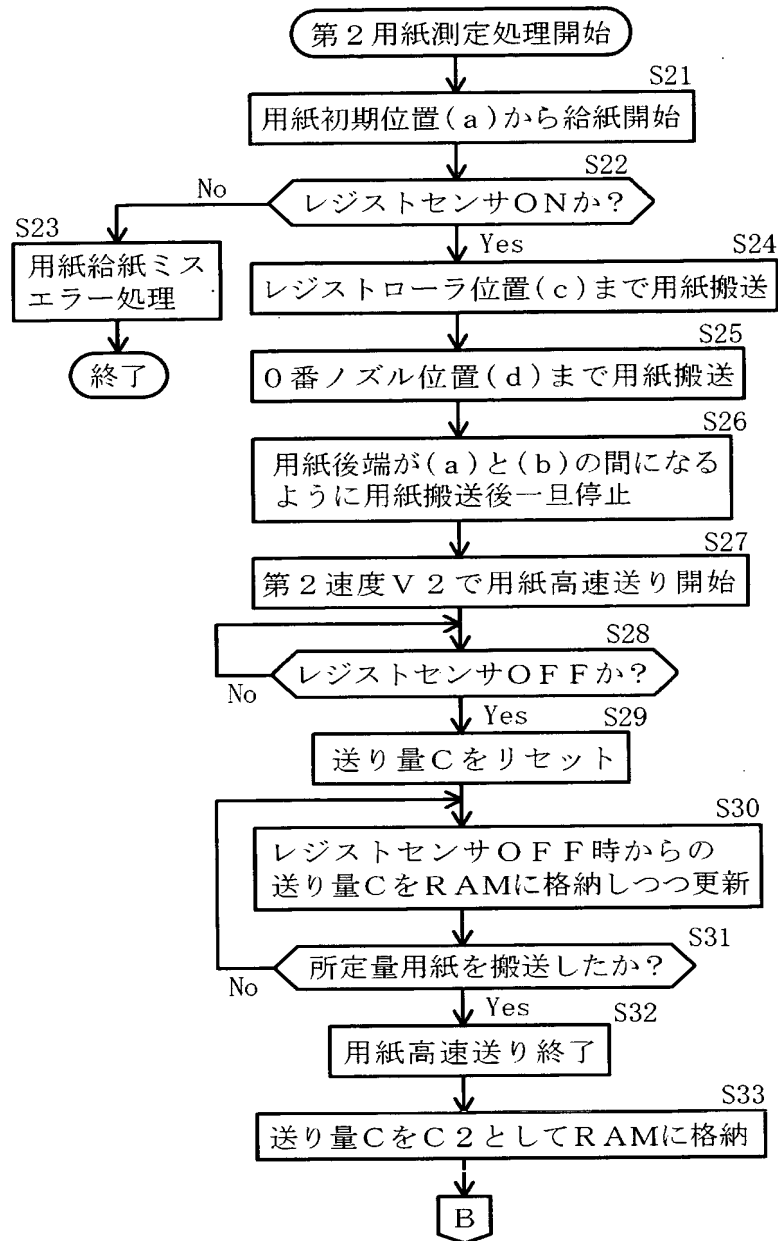 第２用紙測定処理開始
S21
用紙初期位置(a)から給紙開始
S22
レジストセンサＯＮか？
No
Yes
S23
用紙給紙ミス
エラー処理
終了
S24
レジストローラ位置(c)まで用紙搬送
S25
０番ノズル位置(d)まで用紙搬送
S26
用紙後端が(a)と(b)の間になる
ように用紙搬送後一旦停止
S27
第２速度Ｖ２で用紙高速送り開始
S28
レジストセンサＯＦＦか？
No
Yes
S29
送り量Ｃをリセット
S30
レジストセンサＯＦＦ時からの
送り量ＣをＲＡＭに格納しつつ更新
S31
所定量用紙を搬送したか？
No
Yes
S32
用紙高速送り終了
S33
送り量ＣをＣ２としてＲＡＭに格納
B